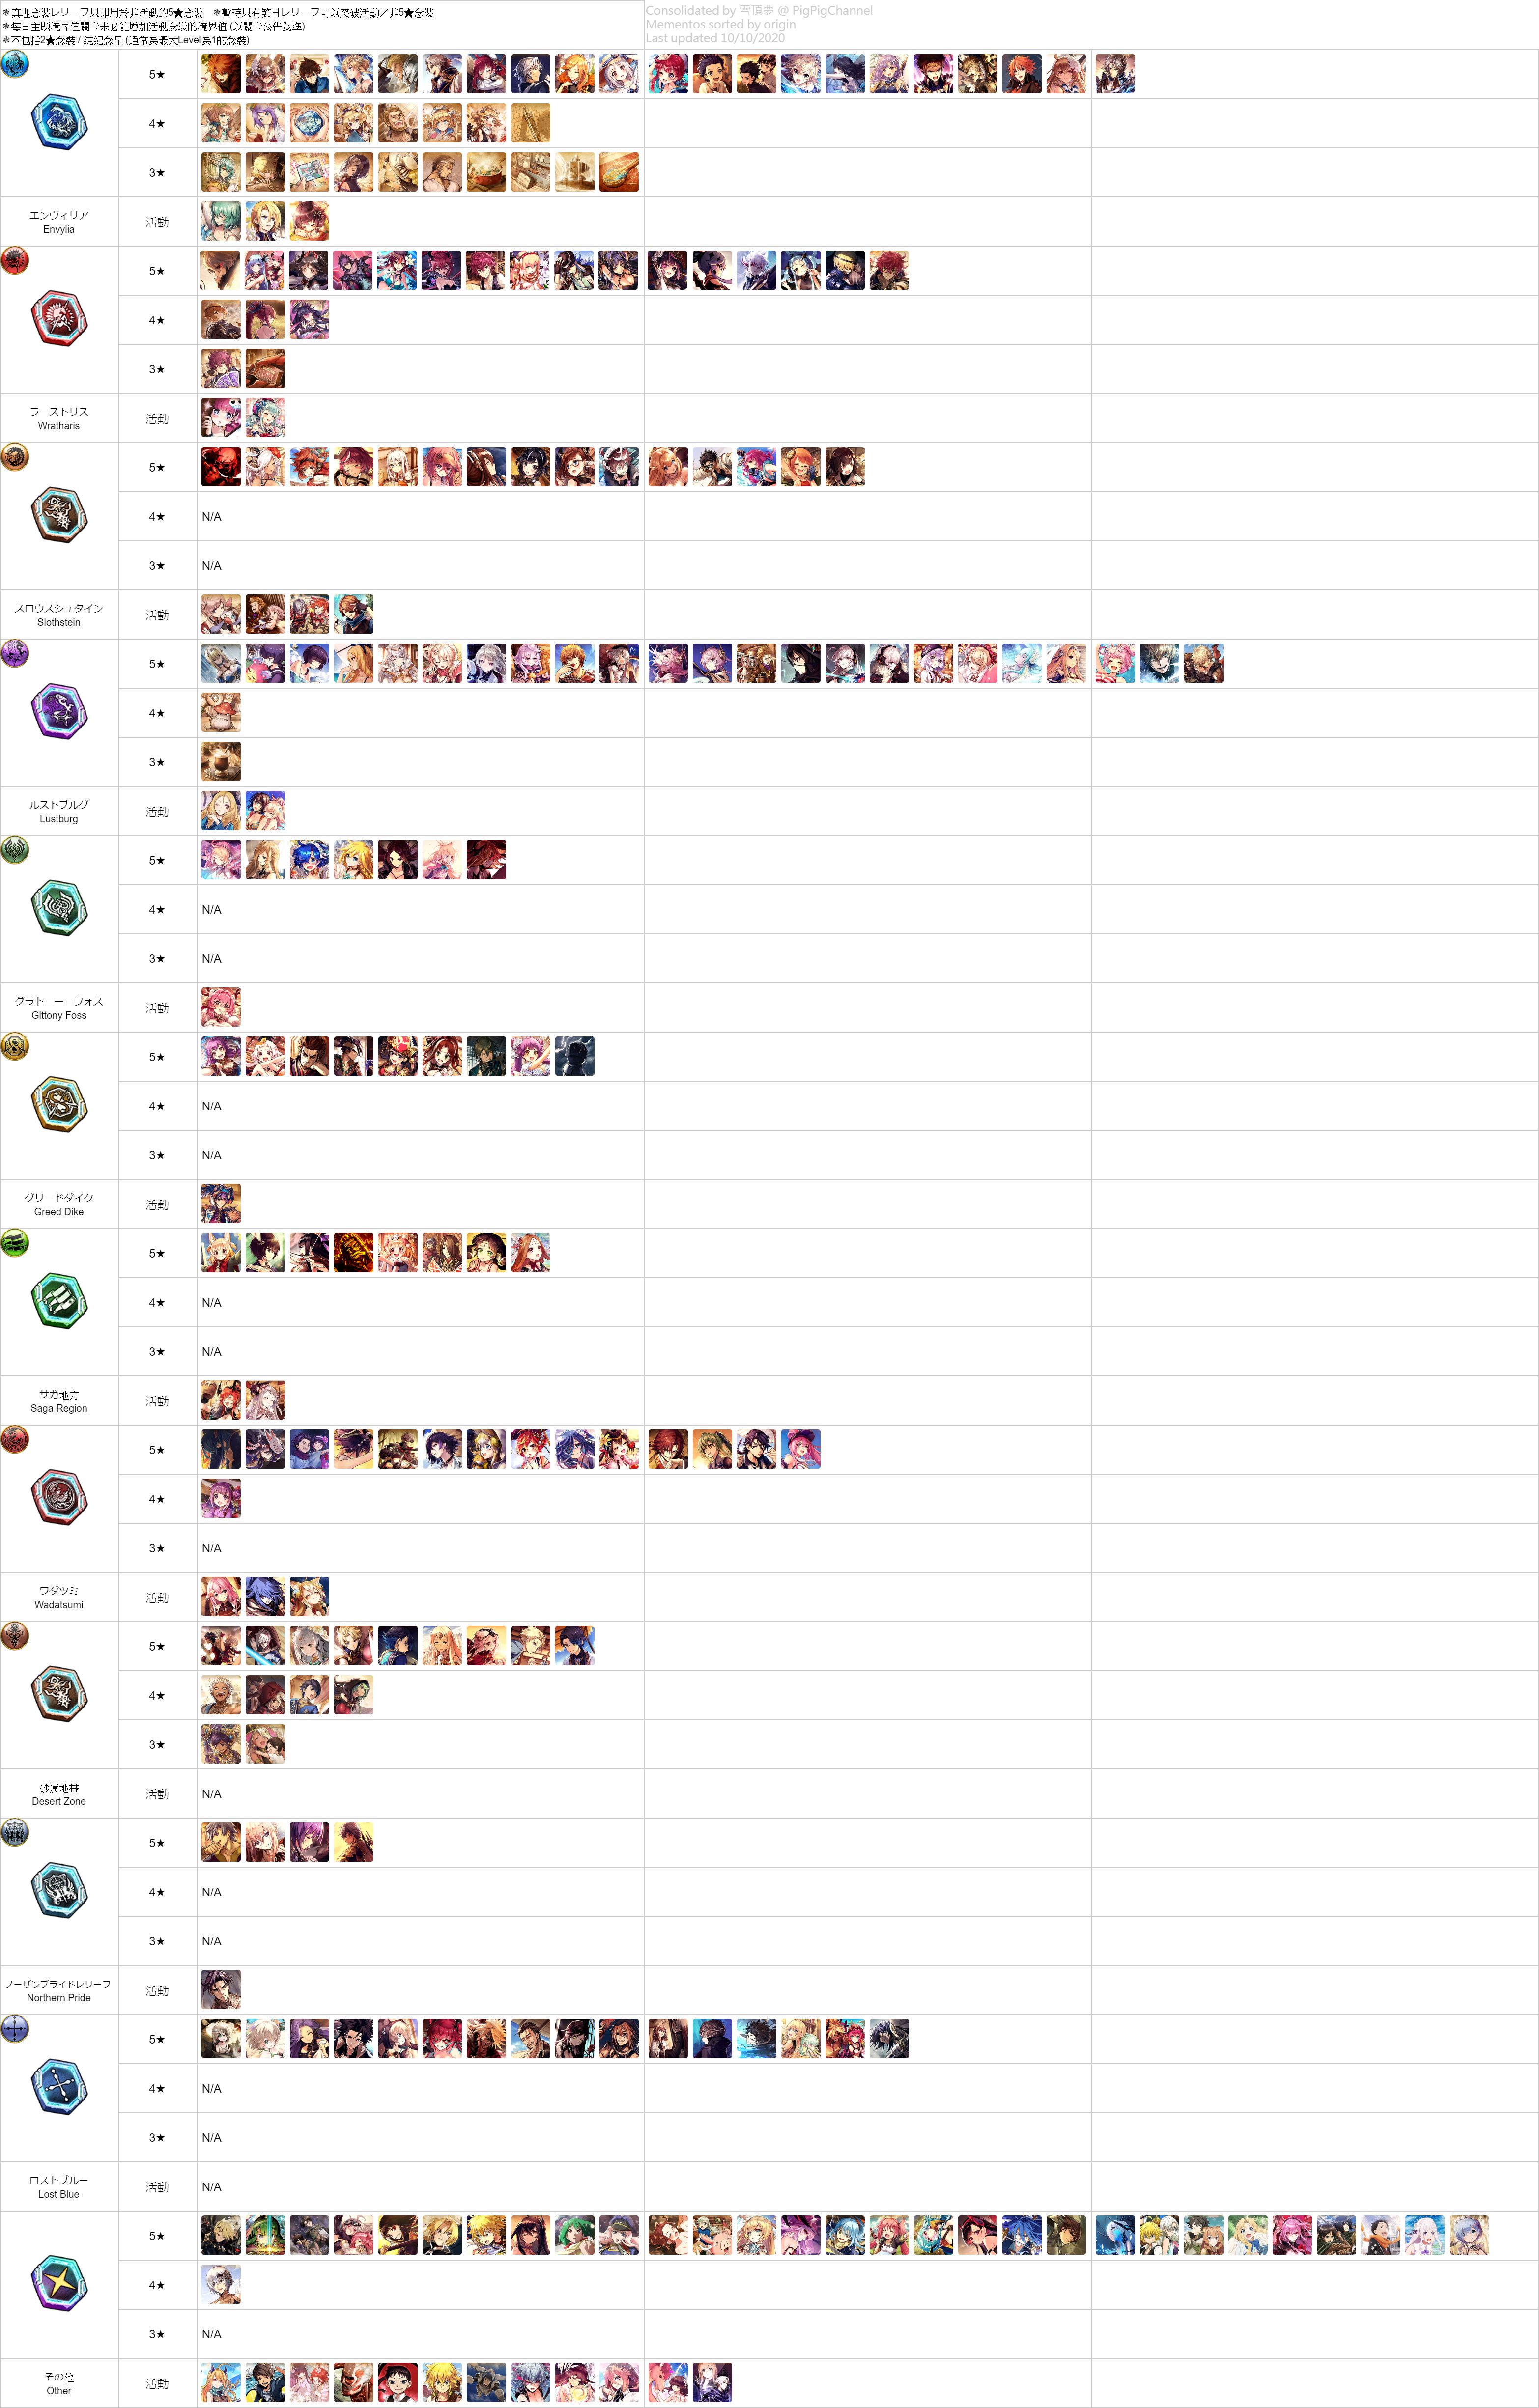 ＊真理念裝レリーフ只即用於非活動的5★念裝　＊暫時只有節日レリーフ可以突破活動／非5★念裝
＊每日主題境界值關卡未必能增加活動念裝的境界值 (以關卡公告為準)
＊不包括2★念裝 / 純紀念品 (通常為最大Level為1的念裝)
Consolidated by 雪頂夢 @ PigPigChannel
Mementos sorted by origin
Last updated 10/10/2020
5★
4★
3★
エンヴィリア
Envylia
活動
5★
4★
3★
ラーストリス
Wratharis
活動
5★
4★
N/A
3★
N/A
スロウスシュタイン
Slothstein
活動
5★
4★
3★
ルストブルグ
Lustburg
活動
5★
4★
N/A
3★
N/A
グラトニー＝フォス
Glttony Foss
活動
5★
4★
N/A
3★
N/A
グリードダイク
Greed Dike
活動
5★
4★
N/A
3★
N/A
サガ地方
Saga Region
活動
5★
4★
3★
N/A
ワダツミ
Wadatsumi
活動
5★
4★
3★
砂漠地帯
Desert Zone
活動
N/A
5★
4★
N/A
3★
N/A
ノーザンブライドレリーフ
Northern Pride
活動
5★
4★
N/A
3★
N/A
ロストブルー
Lost Blue
活動
N/A
5★
4★
3★
N/A
その他
Other
活動